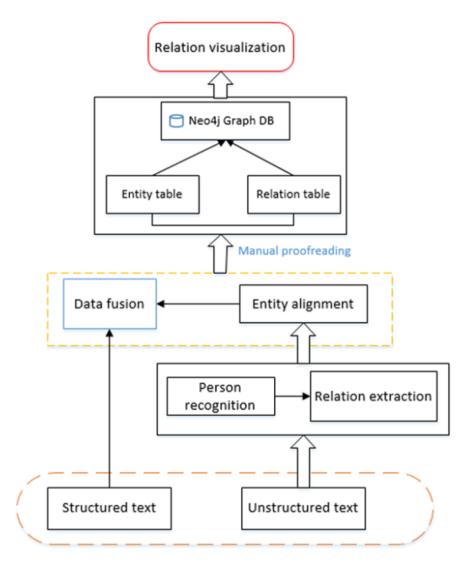 Relation visualization
Neo4j Graph DB
Entity table
Relation table
Manual proofreading
Data fusion
Entity alignment
Person
recognition
Relation extraction
Structured text
Unstructured text